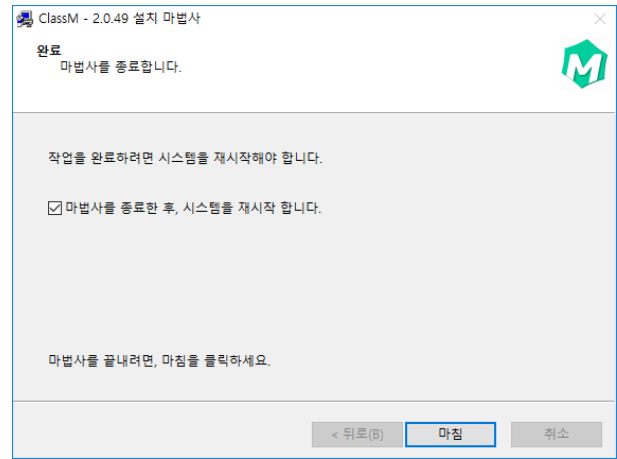 ClassM - 2.0.49 설치 마법사
완료
마법사를 종료합니다.
M
작업을 완료하려면 시스템을 재시작해야 합니다.
마법사를 종료한 후, 시스템을 재시작 합니다.
마법사를 끝내려면, 마침을 클릭하세요.
< 뒤로(B) 마침 취소